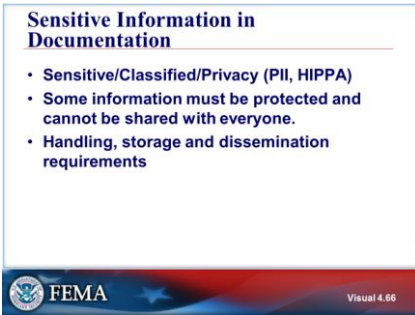 Sensitive Information in
Documentation
• Sensitive/Classified/Privacy (PII, HIPPA)
• Some information must be protected and
cannot be shared with everyone.
• Handling, storage and dissemination
requirements
FEMA
Visual 4.66